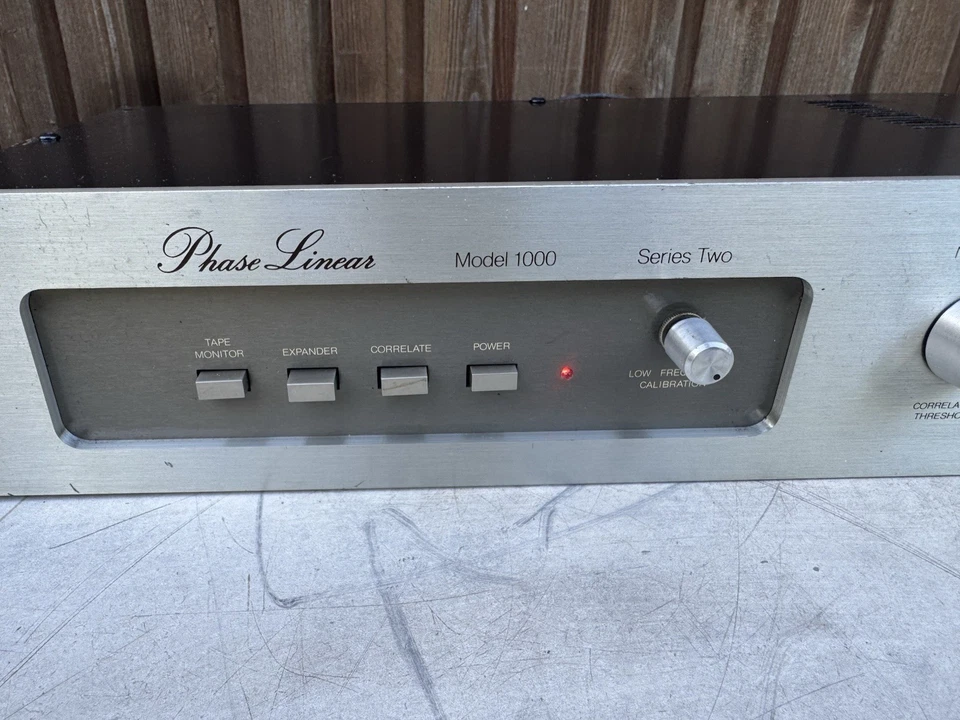 Phase Linear Model 1000 Series Two
TAPE
MONITOR
EXPANDER
CORRELATE
POWER
LOW
CALIBRATION